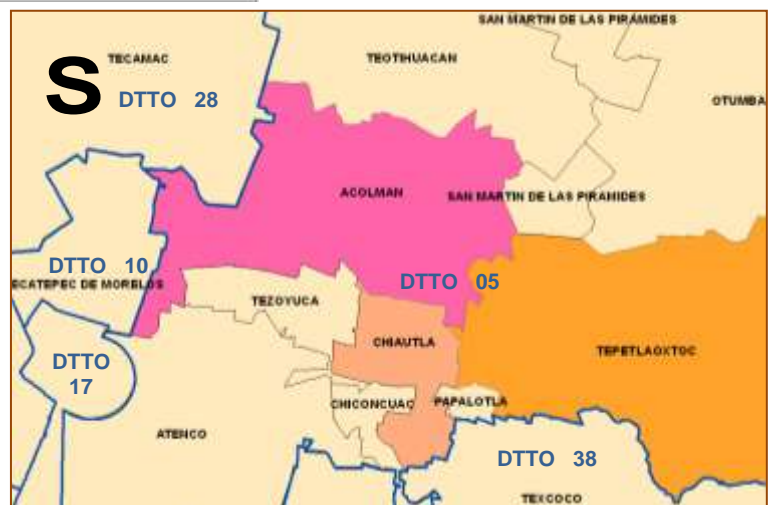 SAN MARTIN DE LAS PIRÁMIDES
TECAMAC
TEOTIHUACAN
S
DTTO 28
OTUMBA
ACOLMAN
SAN MARTIN DE LAS PIRAMIDES
DTTO 10
DTTO 05
ECATEPEC DE MORELOS
TEZOYUCA
CHIAUTLA
TEPETLAOXTOC
DTTO
17
CHICONCUAC
PAPALOTLA
ATENCO
DTTO 38
TEXCOCO